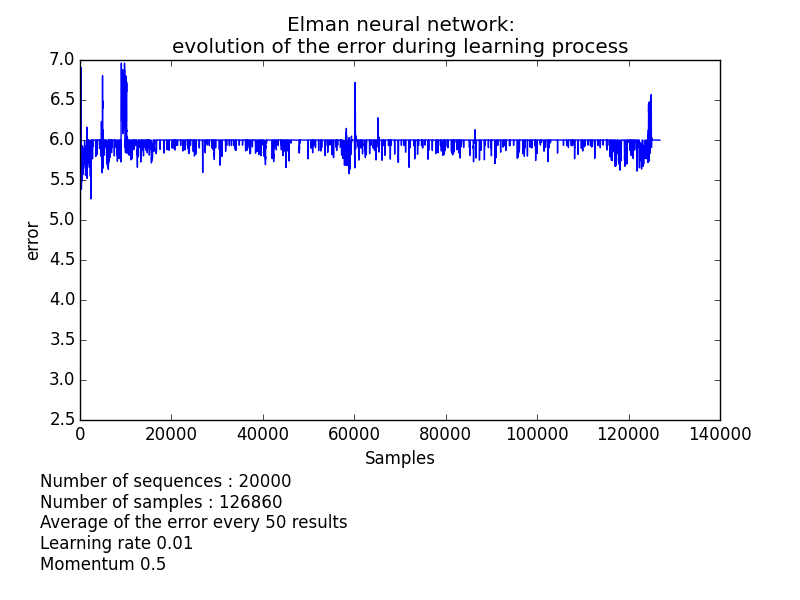 Elman neural network:
evolution of the error during learning process
7.0
6.5
6.0
5.5
5.0
4.5
4.0
3.5
3.0
2.5
error
0 20000 40000 60000 80000 100000 120000 140000
Samples
Number of sequences : 20000
Number of samples : 126860
Average of the error every 50 results
Learning rate 0.01
Momentum 0.5